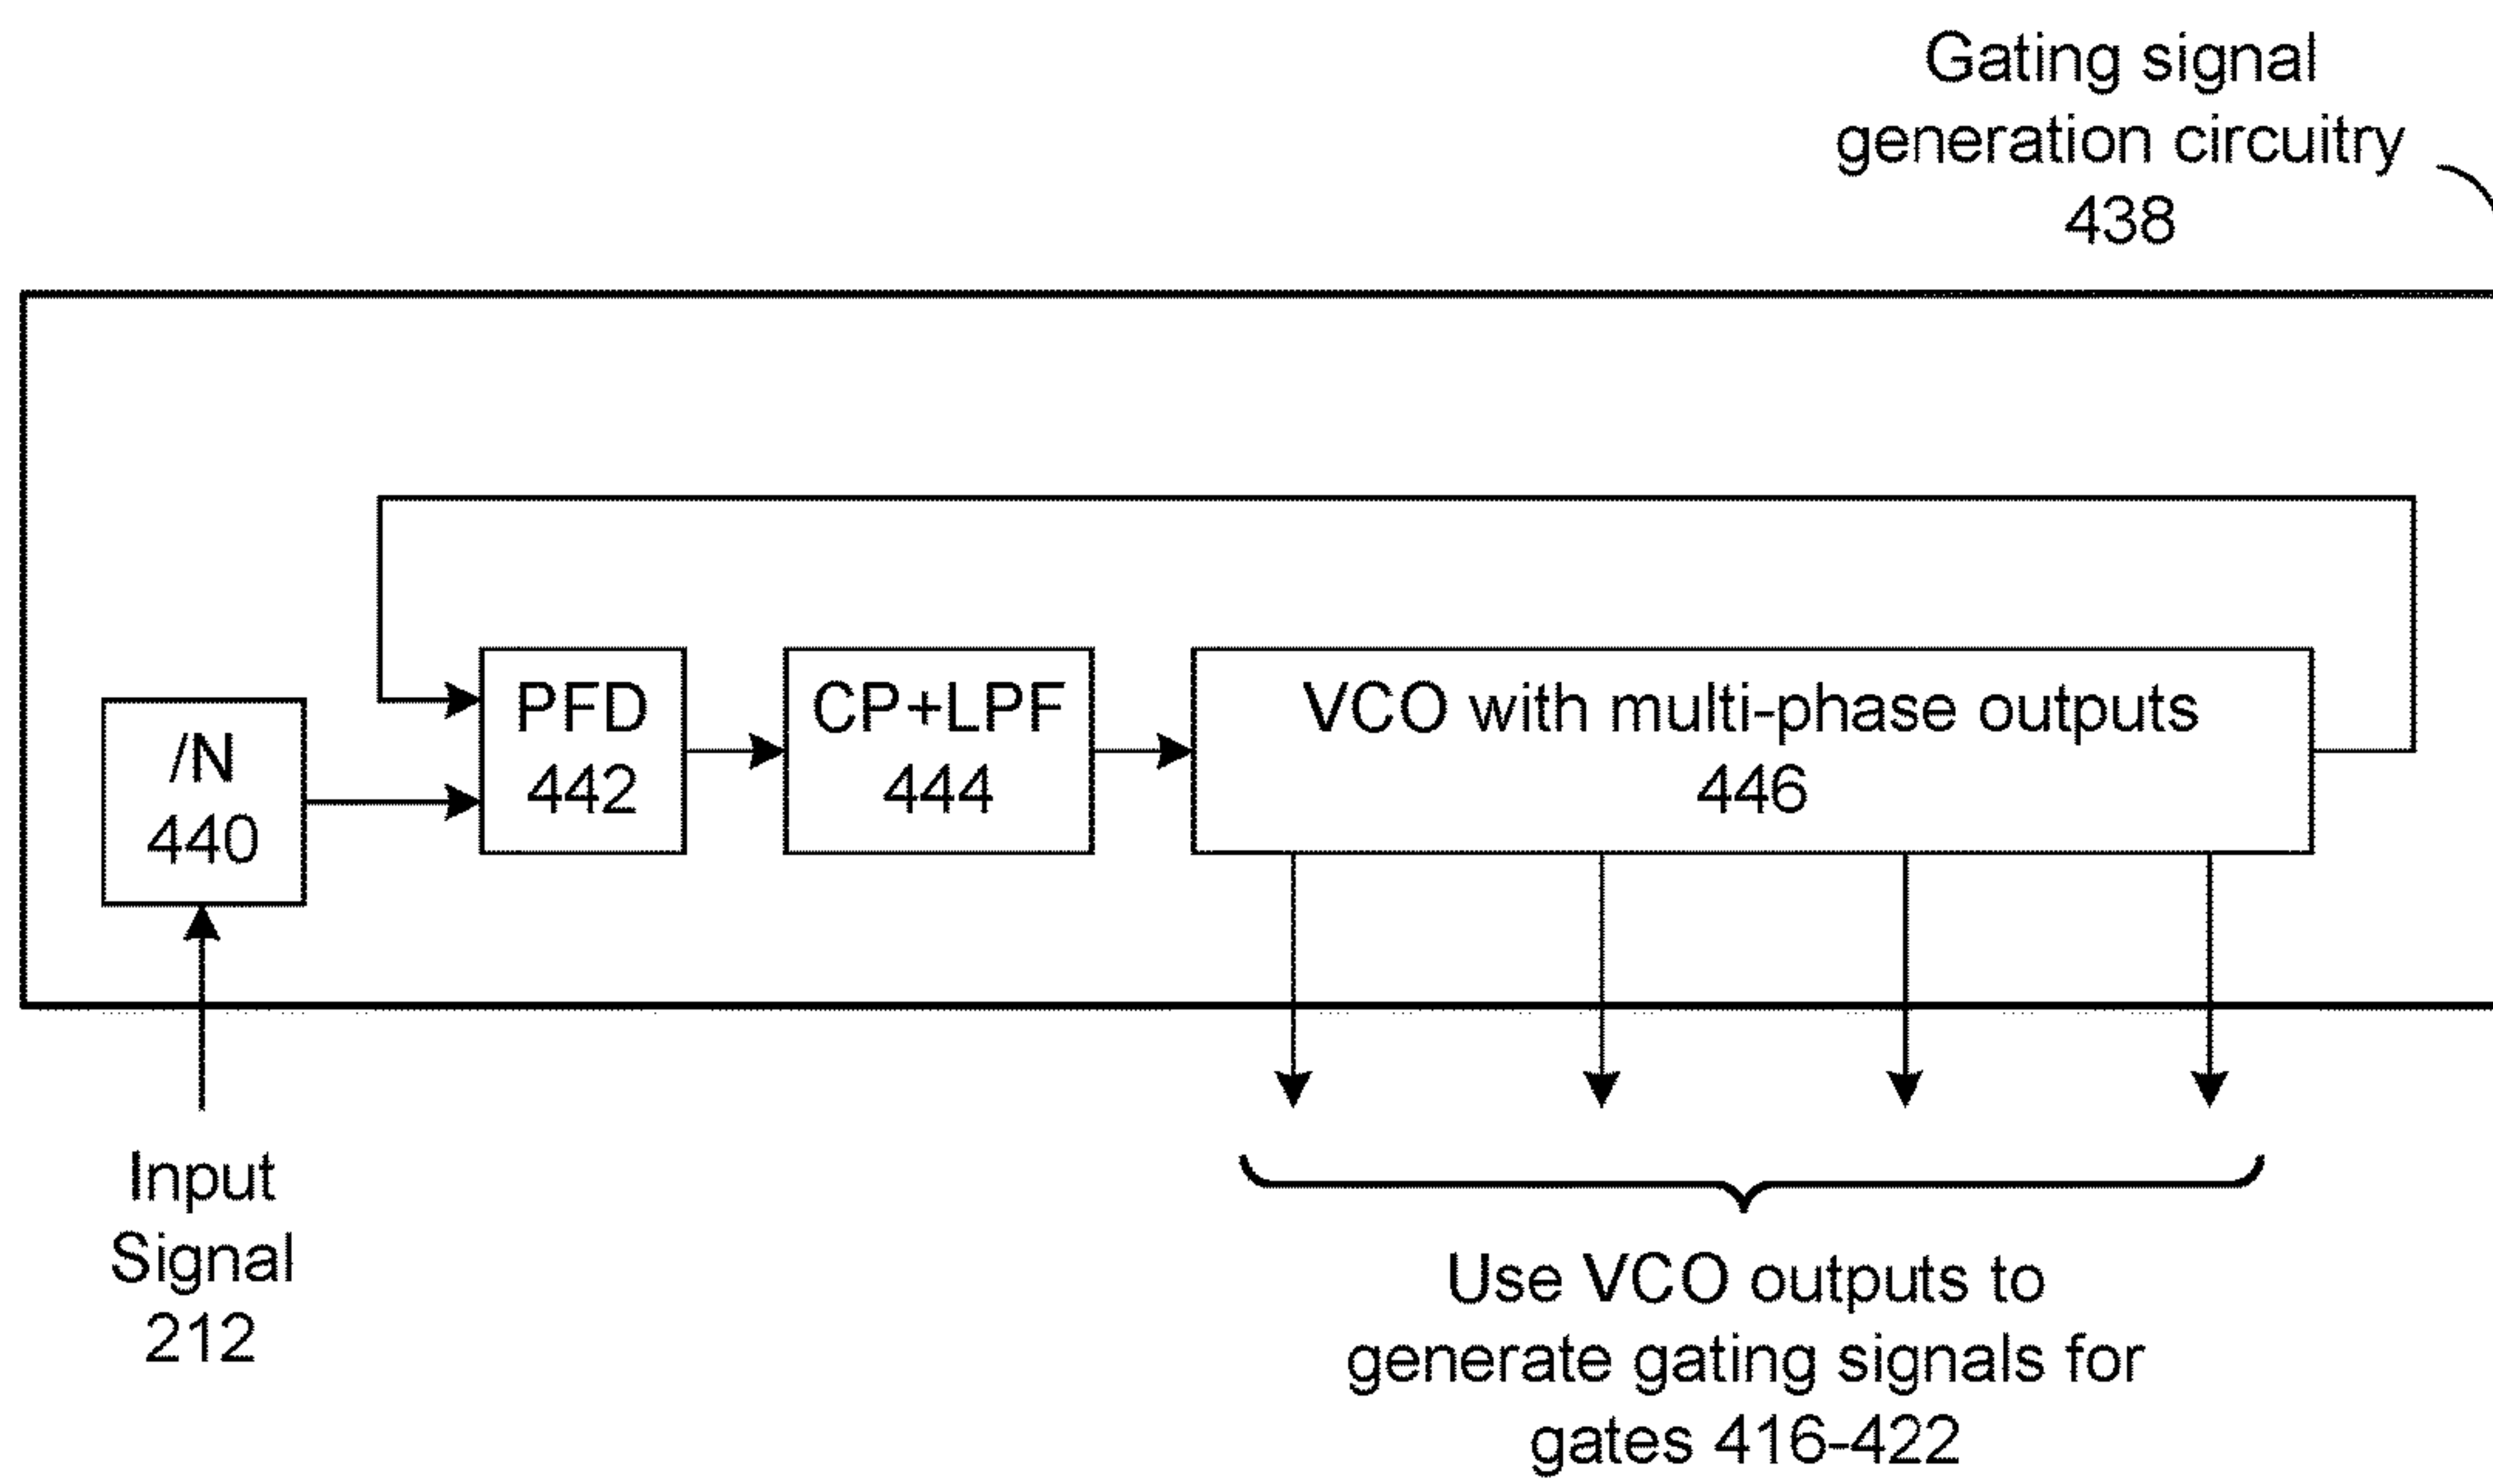 Gating signal
generation circuitry
438
/N
440
PFD
442
CP+LPF
444
VCO with multi-phase outputs
446
Input
Signal
212
Use VCO outputs to
generate gating signals for
gates 416-422